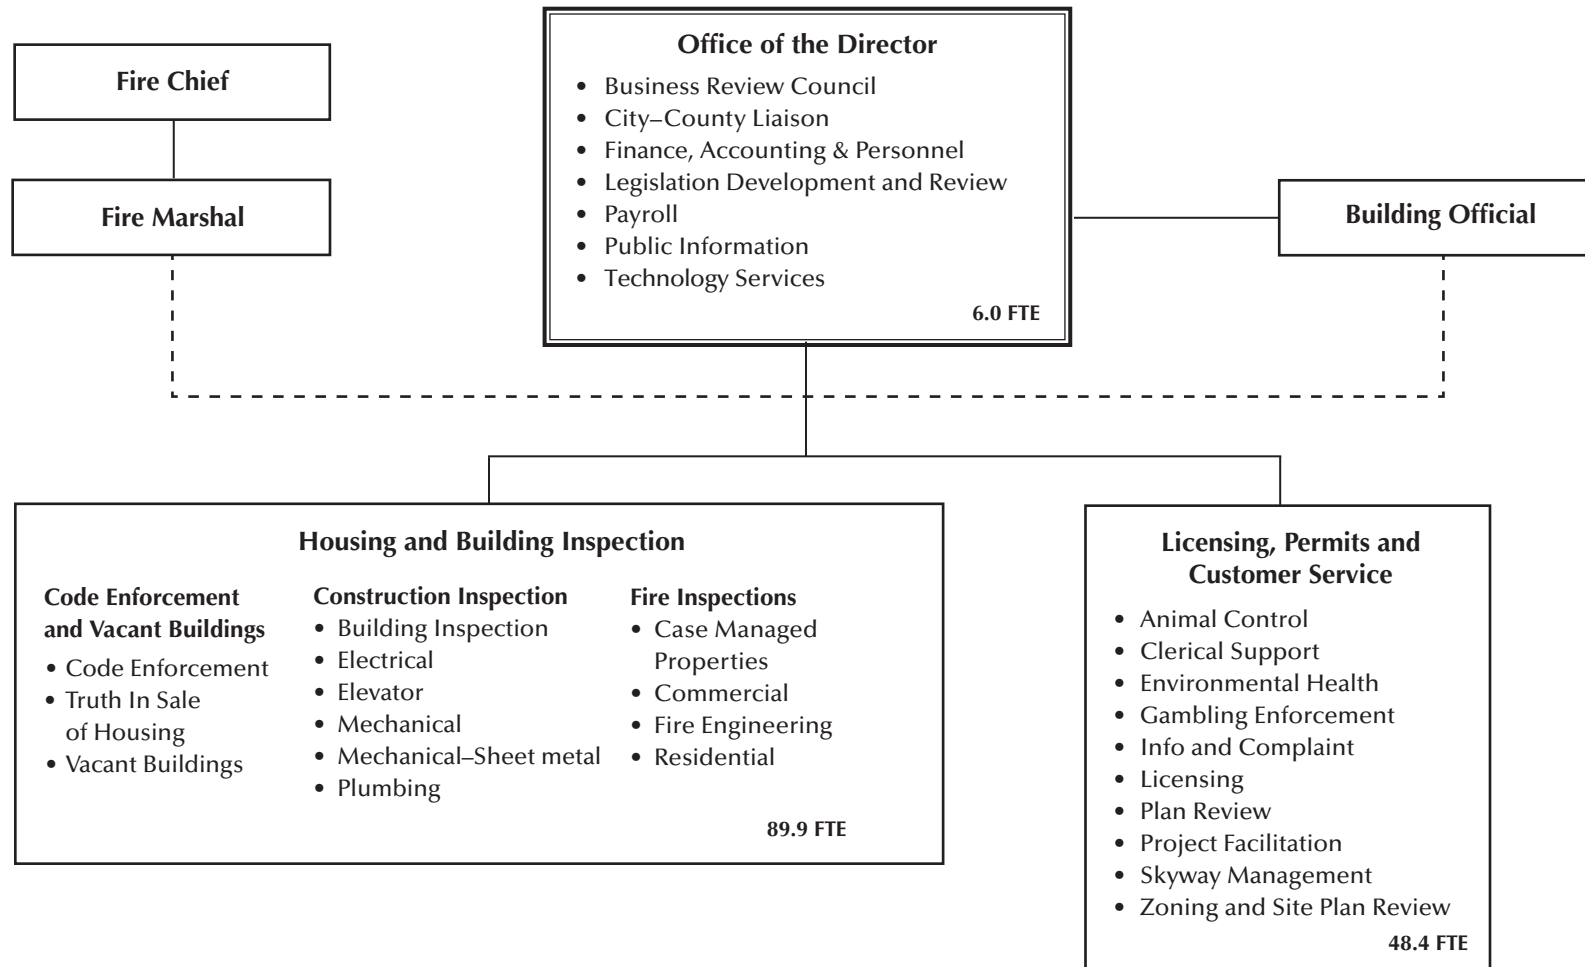 Fire Chief
Fire Marshal
Office of the Director
• Business Review Council
• City–County Liaison
• Finance, Accounting & Personnel
• Legislation Development and Review
• Payroll
• Public Information
• Technology Services
6.0 FTE
Building Official
Housing and Building Inspection
Code Enforcement
and Vacant Buildings
• Code Enforcement
• Truth In Sale
of Housing
• Vacant Buildings
Construction Inspection
• Building Inspection
• Electrical
• Elevator
• Mechanical
• Mechanical–Sheet metal
• Plumbing
Fire Inspections
• Case Managed
Properties
• Commercial
• Fire Engineering
• Residential
89.9 FTE
Licensing, Permits and
Customer Service
• Animal Control
• Clerical Support
• Environmental Health
• Gambling Enforcement
• Info and Complaint
• Licensing
• Plan Review
• Project Facilitation
• Skyway Management
• Zoning and Site Plan Review
48.4 FTE